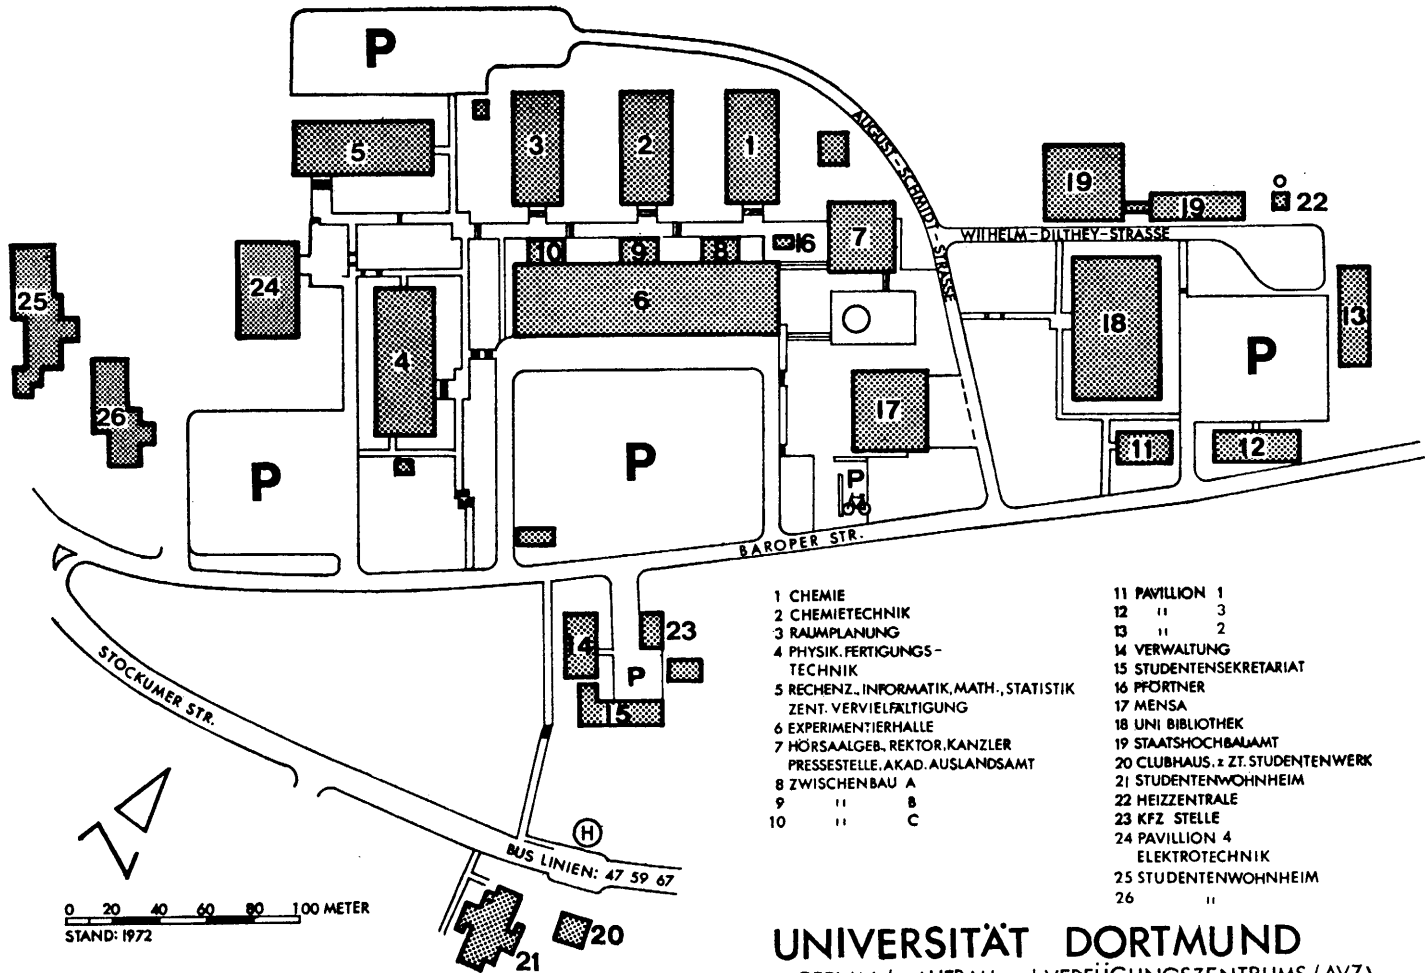 P
3
2
1
5
AUGUST-SCHMIDT-STRASSE
19
19
22
7
WILHELM-DILTHEY-STRASSE
16
10
9
8
24
25
6
18
13
4
P
26
17
P
P
11
12
P
BAROPER STR.
14
23
P
15
STOCKUMER STR.
H
BUS LINIEN: 47 59 67
20
21
0 20 40 60 80 100 METER
STAND: 1972
1 CHEMIE
2 CHEMIETECHNIK
3 RAUMPLANUNG
4 PHYSIK. FERTIGUNGS-
TECHNIK
5 RECHENZ., INFORMATIK, MATH., STATISTIK
ZENT. VERVIELFÄLTIGUNG
6 EXPERIMENTIERHALLE
7 HÖRSAALGEB., REKTOR, KANZLER
PRESSESTELLE, AKAD. AUSLANDSAMT
8 ZWISCHENBAU A
9 " B
10 " C
11 PAVILLION 1
12 " 3
13 " 2
14 VERWALTUNG
15 STUDENTENSEKRETARIAT
16 PFÖRTNER
17 MENSA
18 UNI BIBLIOTHEK
19 STAATSHOCHBAUAMT
20 CLUBHAUS, z ZT. STUDENTENWERK
21 STUDENTENWOHNHEIM
22 HEIZZENTRALE
23 KFZ STELLE
24 PAVILLION 4
ELEKTROTECHNIK
25 STUDENTENWOHNHEIM
26 "
UNIVERSITÄT DORTMUND
AUFBAU VERFÜGUNGSZENTRUMS (AVZ)